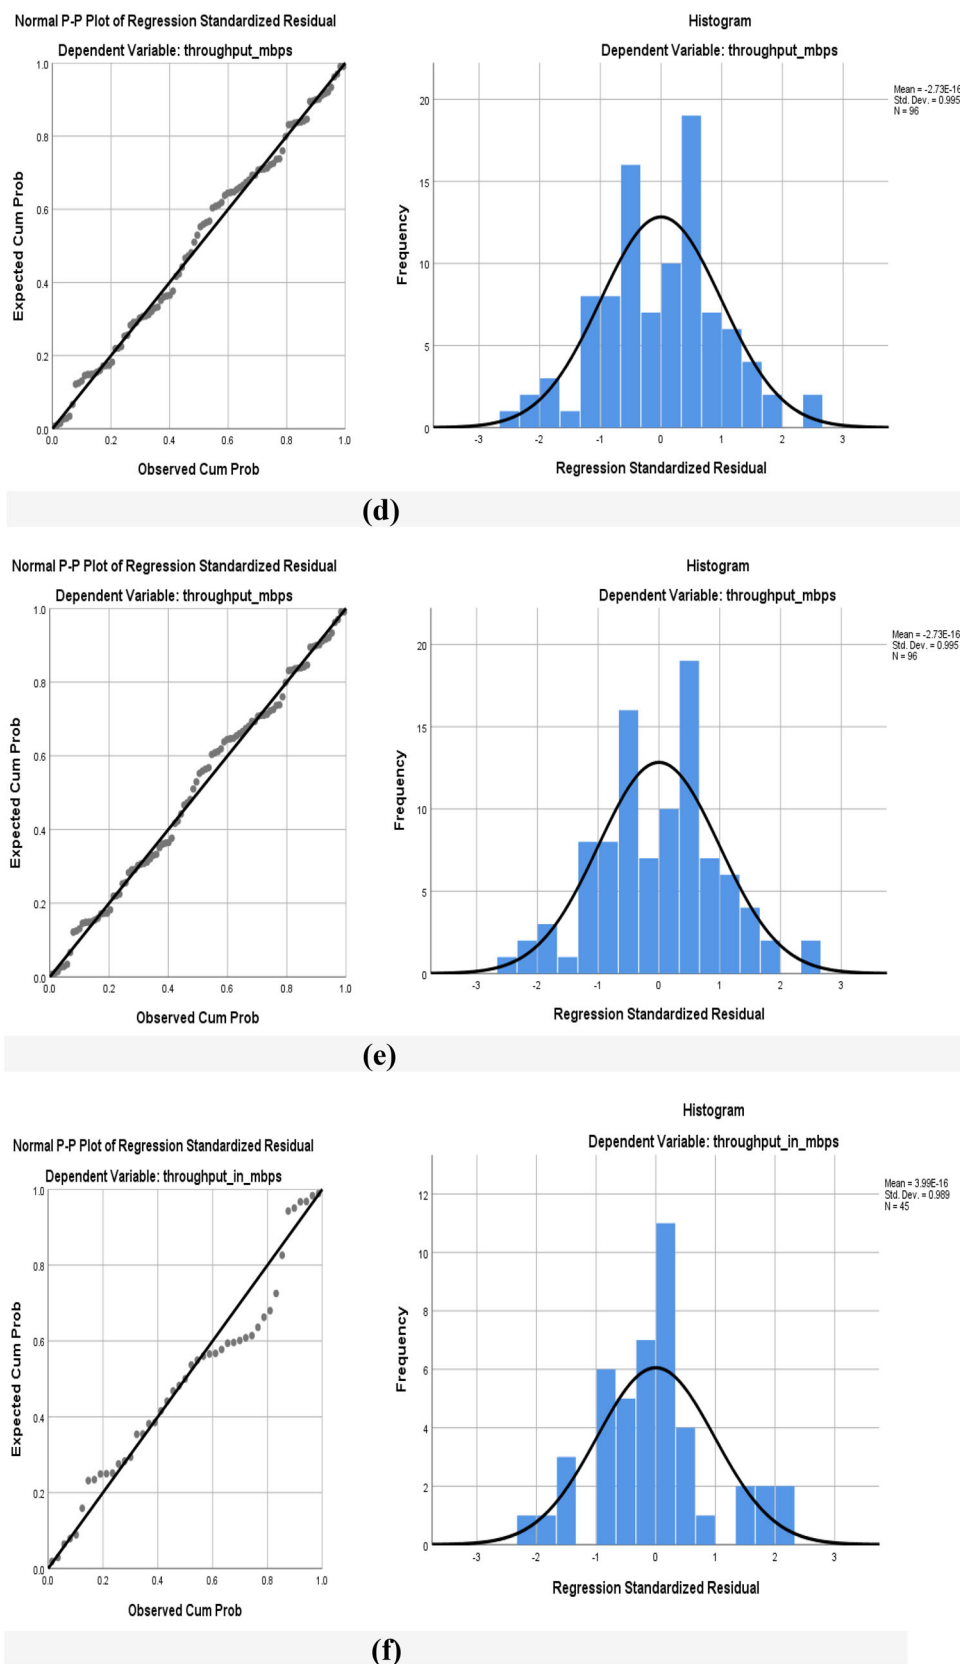 Normal P-P Plot of Regression Standardized Residual
Dependent Variable: throughput_mbps
Expected Cum Prob
1.0
0.8
0.6
0.4
0.2
0.0
0.0 0.2 0.4 0.6 0.8 1.0
Observed Cum Prob
Histogram
Dependent Variable: throughput_mbps
Mean = -2.73E-16
Std. Dev. = 0.995
N = 96
Frequency
20
15
10
5
0
-3 -2 -1 0 1 2 3
Regression Standardized Residual
(d)
Normal P-P Plot of Regression Standardized Residual
Dependent Variable: throughput_mbps
Expected Cum Prob
1.0
0.8
0.6
0.4
0.2
0.0
0.0 0.2 0.4 0.6 0.8 1.0
Observed Cum Prob
Histogram
Dependent Variable: throughput_mbps
Mean = -2.73E-16
Std. Dev. = 0.995
N = 96
Frequency
20
15
10
5
0
-3 -2 -1 0 1 2 3
Regression Standardized Residual
(e)
Normal P-P Plot of Regression Standardized Residual
Dependent Variable: throughput_in_mbps
Expected Cum Prob
1.0
0.8
0.6
0.4
0.2
0.0
0.0 0.2 0.4 0.6 0.8 1.0
Observed Cum Prob
Histogram
Dependent Variable: throughput_in_mbps
Mean = 3.99E-16
Std. Dev. = 0.989
N = 45
Frequency
12
10
8
6
4
2
0
-3 -2 -1 0 1 2 3
Regression Standardized Residual
(f)